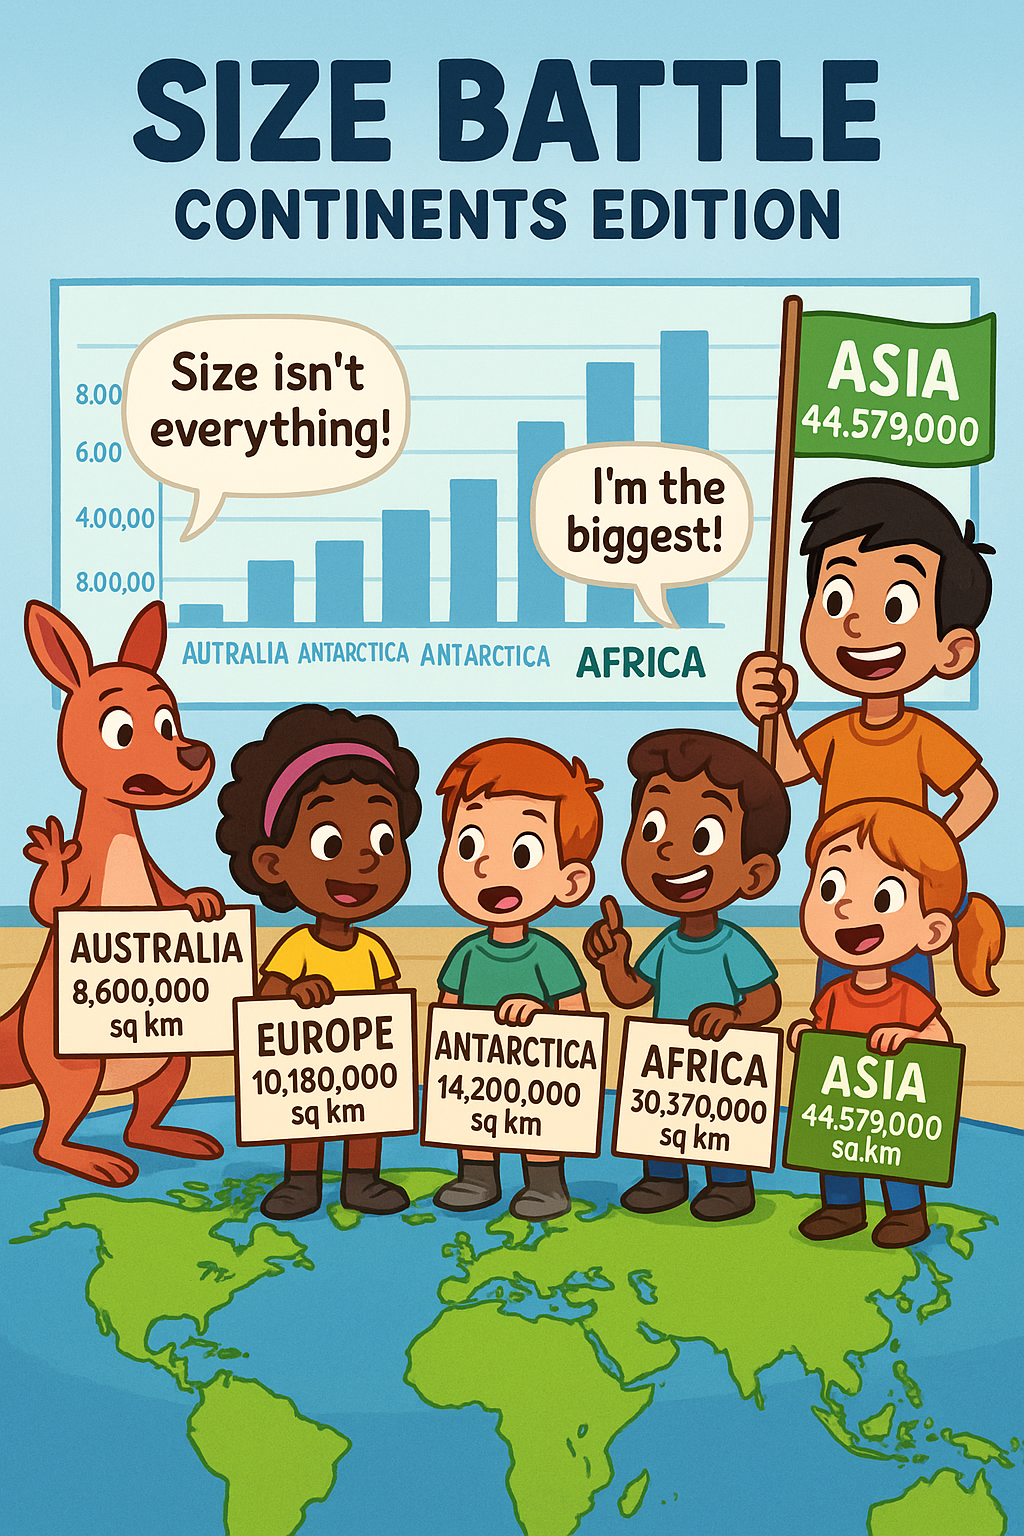 SIZE BATTLE
CONTINENTS EDITION
Size isn't
everything!
I'm the
biggest!
ASIA
44.579,000
8.00
6.00
4.00,00
8.00,00
AUTRALIA ANTARCTICA ANTARCTICA AFRICA
AUSTRALIA
8,600,000
sq km
EUROPE
10,180,000
sq km
ANTARCTICA
14,200,000
sq km
AFRICA
30,370,000
sq km
ASIA
44.579,000
sa.km